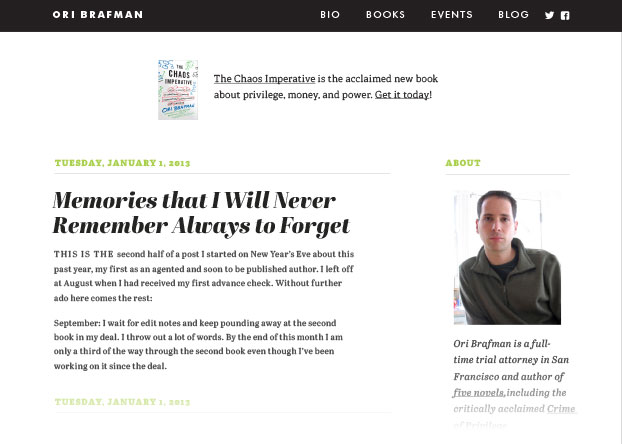 ORI BRAFMAN
BIO BOOKS EVENTS BLOG
THE
CHAOS
IMPERATIVE
ORI BRAFMAN
The Chaos Imperative is the acclaimed new book
about privilege, money, and power. Get it today!
TUESDAY, JANUARY 1, 2013
Memories that I Will Never
Remember Always to Forget
THIS IS THE second half of a post I started on New Year's Eve about this
past year, my first as an agented and soon to be published author. I left off
at August when I had received my first advance check. Without further
ado here comes the rest:
September: I wait for edit notes and keep pounding away at the second
book in my deal. I throw out a lot of words. By the end of this month I am
only a third of the way through the second book even though I've been
working on it since the deal.
TUESDAY, JANUARY 1, 2013
ABOUT
Ori Brafman is a full-
time trial attorney in San
Francisco and author of
five novels,including the
critically acclaimed Crime
of Privilege